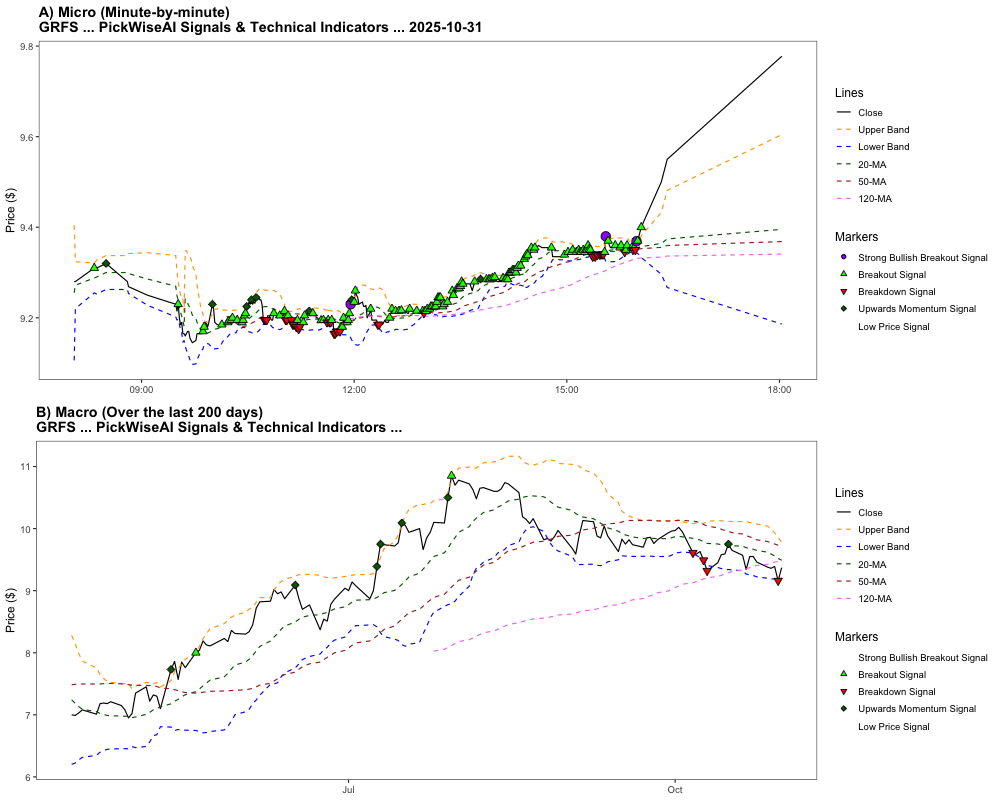 A) Micro (Minute-by-minute)
GRFS ... PickWiseAI Signals & Technical Indicators ... 2025-10-31
9.8
9.6
9.4
9.2
Price ($)
09:00
12:00
15:00
18:00
Lines
Close
Upper Band
Lower Band
20-MA
50-MA
120-MA
Markers
Strong Bullish Breakout Signal
Breakout Signal
Breakdown Signal
Upwards Momentum Signal
Low Price Signal
B) Macro (Over the last 200 days)
GRFS ... PickWiseAI Signals & Technical Indicators ...
11
10
9
8
7
6
Price ($)
Jul
Oct
Lines
Close
Upper Band
Lower Band
20-MA
50-MA
120-MA
Markers
Strong Bullish Breakout Signal
Breakout Signal
Breakdown Signal
Upwards Momentum Signal
Low Price Signal